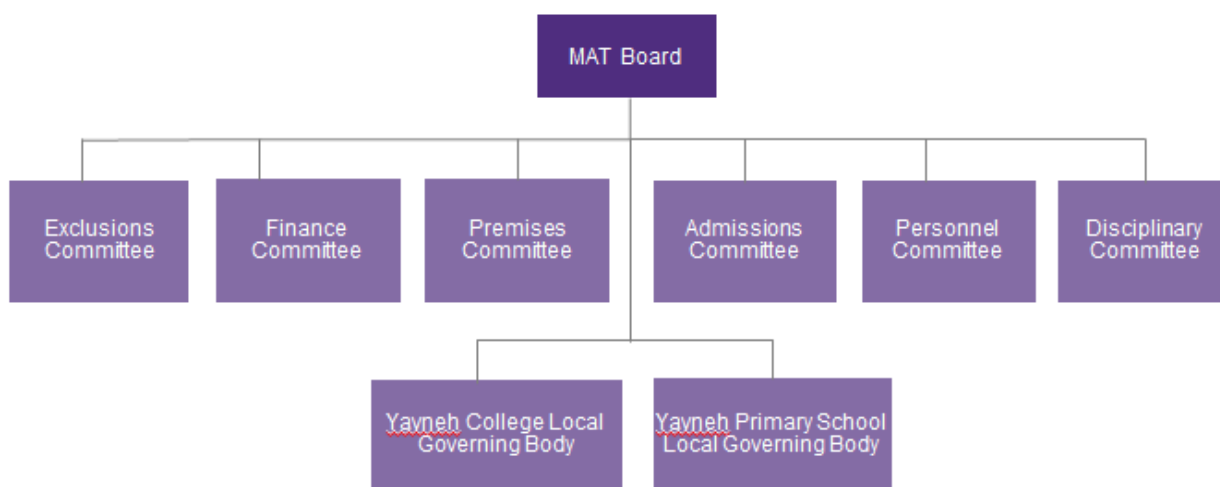 MAT Board
Exclusions
Committee
Finance
Committee
Premises
Committee
Admissions
Committee
Personnel
Committee
Disciplinary
Committee
Yavneh College Local
Governing Body
Yavneh Primary School
Local Governing Body